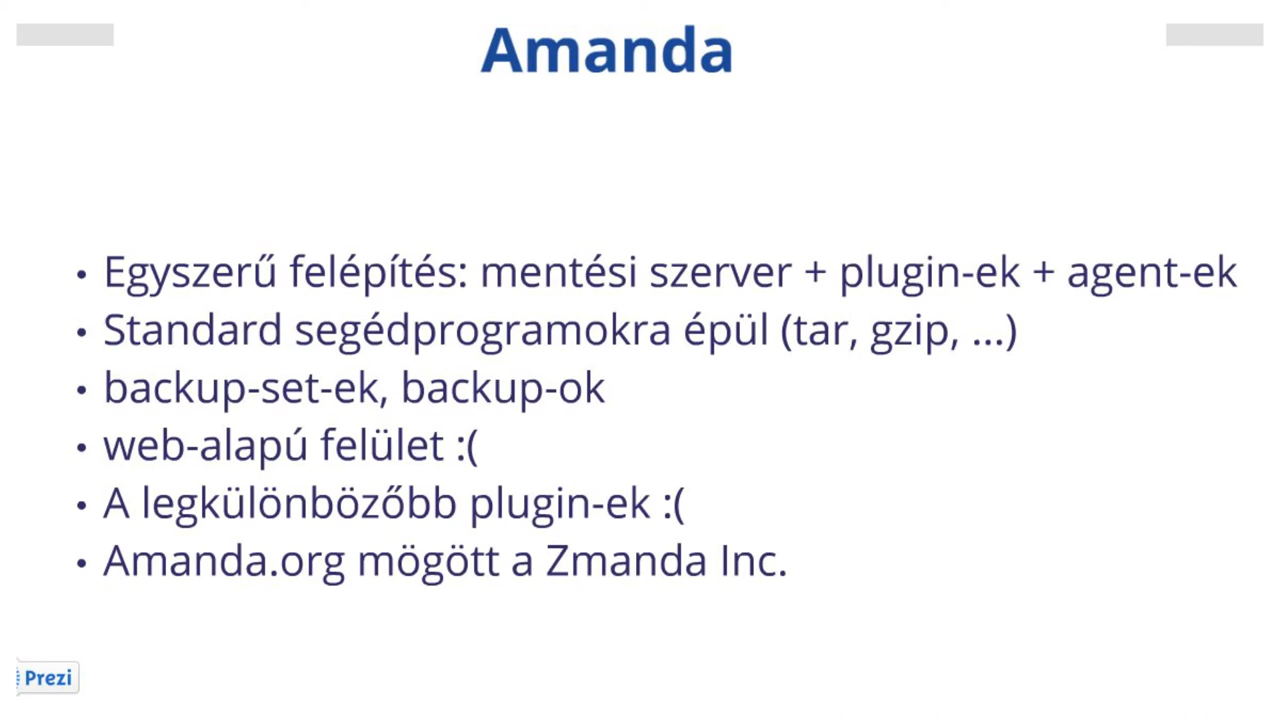 Amanda
• Egyszerű felépítés: mentési szerver + plugin-ek + agent-ek
• Standard segédprogramokra épül (tar, gzip, ...)
• backup-set-ek, backup-ok
• web-alapú felület :(
• A legkülönbözőbb plugin-ek :(
• Amanda.org mögött a Zmanda Inc.
Prezi